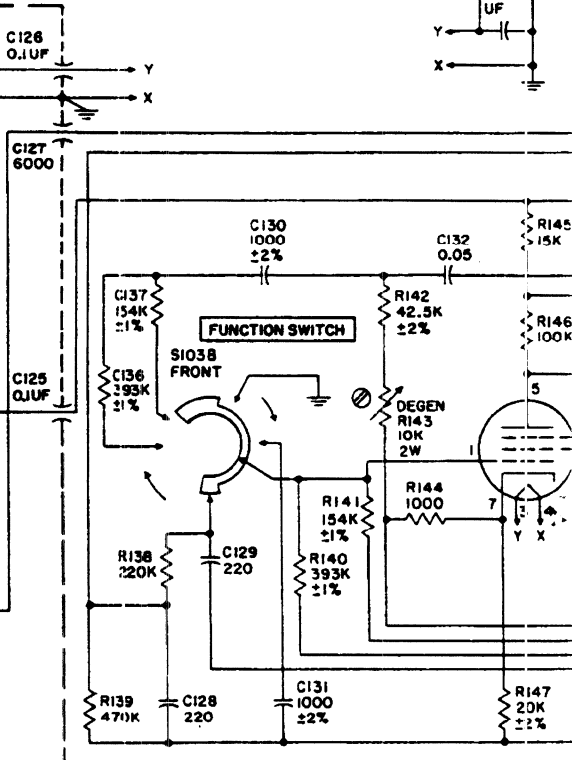 UF
C126
0.1UF
Y
X
Y
X
C127
6000
C130
1000
±2%
C132
0.05
R145
15K
C137
154K
±1%
R142
42.5K
±2%
FUNCTION SWITCH
R146
100K
S103B
FRONT
C136
393K
±1%
C125
0.1UF
5
DEGEN
R143
10K
2W
1
R144
1000
R141
154K
±1%
7
3
4
Y
X
R138
220K
C129
220
R140
393K
±1%
R139
470K
C128
220
C131
1000
±2%
R147
20K
±2%